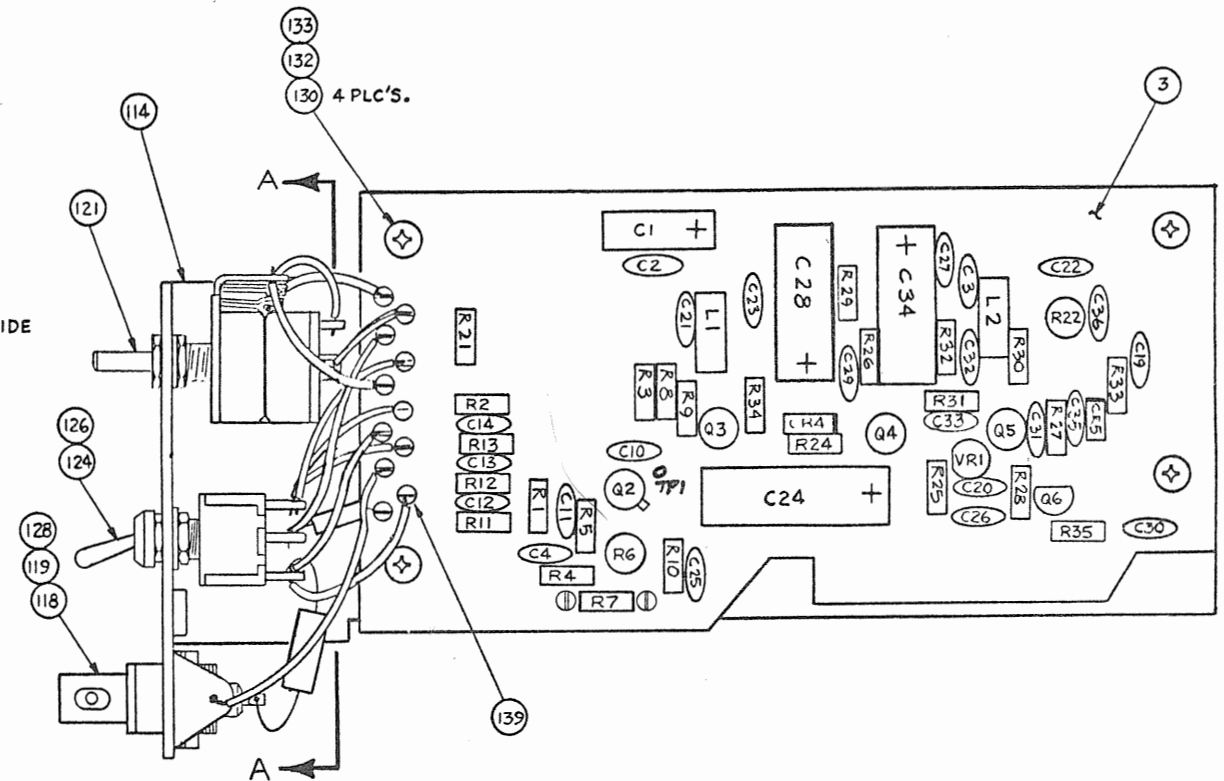 133
132
130 4 PLC'S.
114
3
A
121
IDE
126
124
128
119
118
A
139
C1 +
C2
C28 +
C34 +
C27
C3
C22
C23
C21
L1
R29
L2
R22
C36
R21
R26
R32
C32
R30
C19
C29
R33
R3
R8
R9
R34
R31
C33
R2
C14
R13
C13
R12
C12
R11
Q3
R24
Q4
Q5
C31
R27
C35
CR5
C10
VR1
R1
C11
R5
Q2
TP1
C24 +
R25
C20
C26
R28
Q6
R35
C30
C4
R4
R6
R10
C25
R7